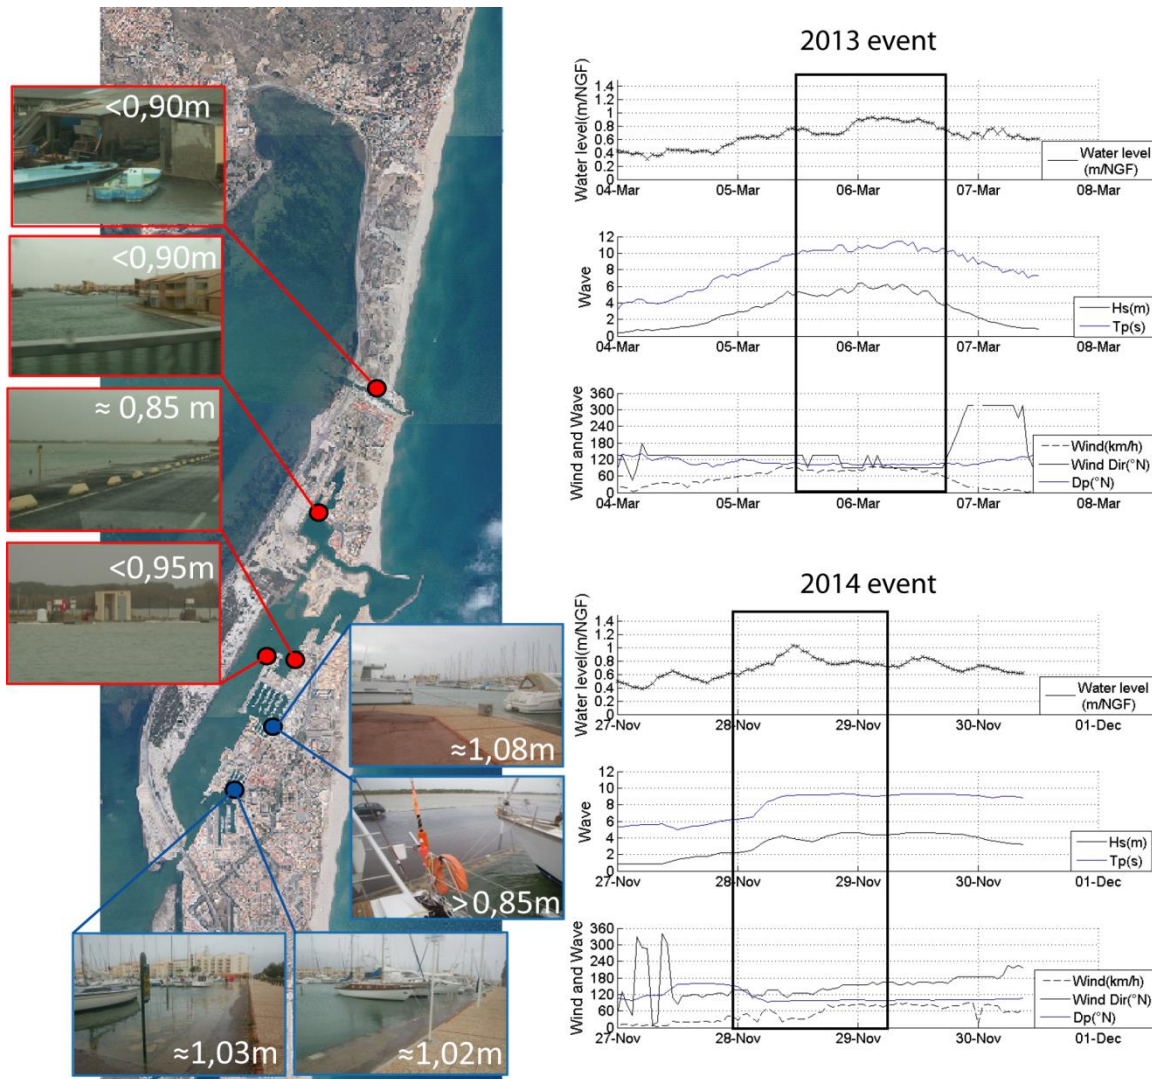 <0,90m
<0,90m
≈ 0,85 m
<0,95m
≈1,08m
>0,85m
≈1,03m
≈1,02m
2013 event
Water level(m/NGF)
1.4
1.2
1
0.8
0.6
0.4
0.2
0
04-Mar 05-Mar 06-Mar 07-Mar 08-Mar
Water level
(m/NGF)
Wave
12
10
8
6
4
2
0
04-Mar 05-Mar 06-Mar 07-Mar 08-Mar
Hs(m)
Tp(s)
Wind and Wave
360
300
240
180
120
60
0
04-Mar 05-Mar 06-Mar 07-Mar 08-Mar
Wind(km/h)
Wind Dir(°N)
Dp(°N)
2014 event
Water level(m/NGF)
1.4
1.2
1
0.8
0.6
0.4
0.2
0
27-Nov 28-Nov 29-Nov 30-Nov 01-Dec
Water level
(m/NGF)
Wave
12
10
8
6
4
2
0
27-Nov 28-Nov 29-Nov 30-Nov 01-Dec
Hs(m)
Tp(s)
Wind and Wave
360
300
240
180
120
60
0
27-Nov 28-Nov 29-Nov 30-Nov 01-Dec
Wind(km/h)
Wind Dir(°N)
Dp(°N)